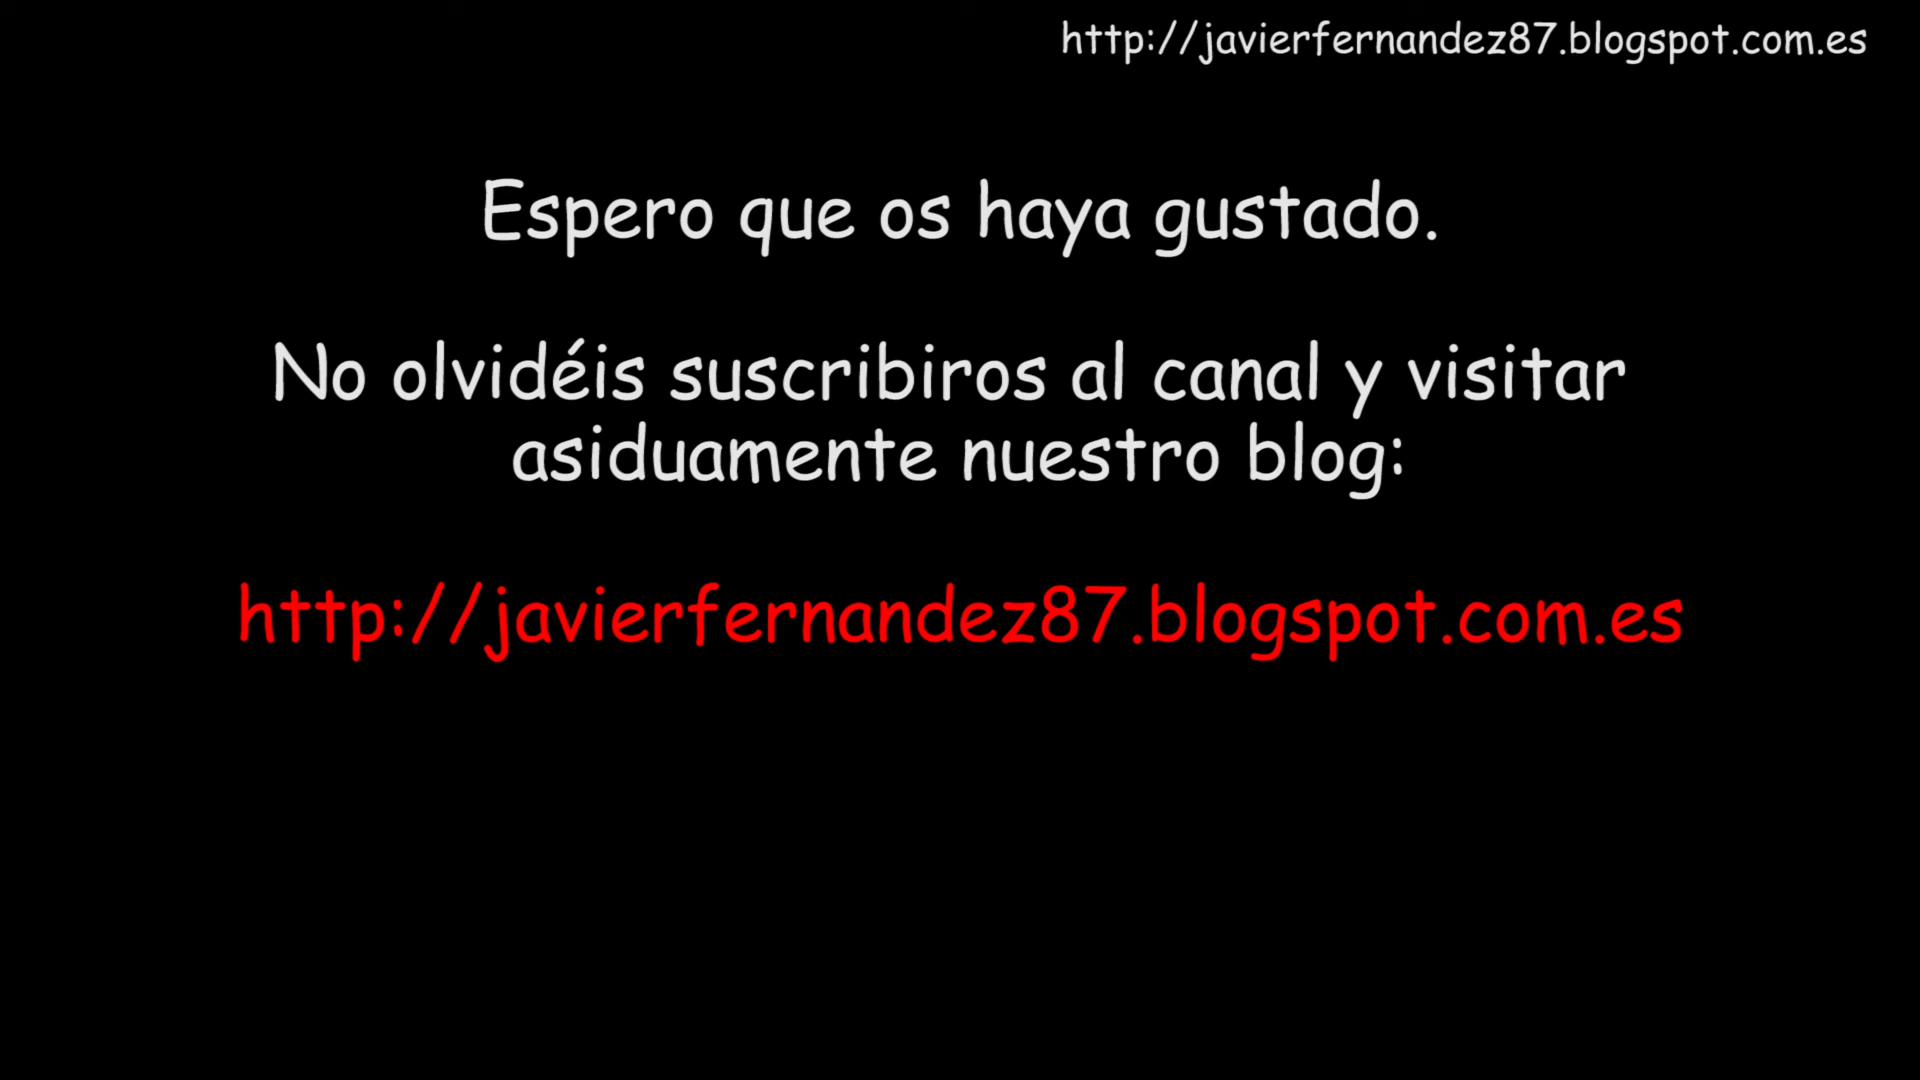 http://javierfernandez87.blogspot.com.es
Espero que os haya gustado.
No olvidéis suscribiros al canal y visitar
asiduamente nuestro blog:
http://javierfernandez87.blogspot.com.es